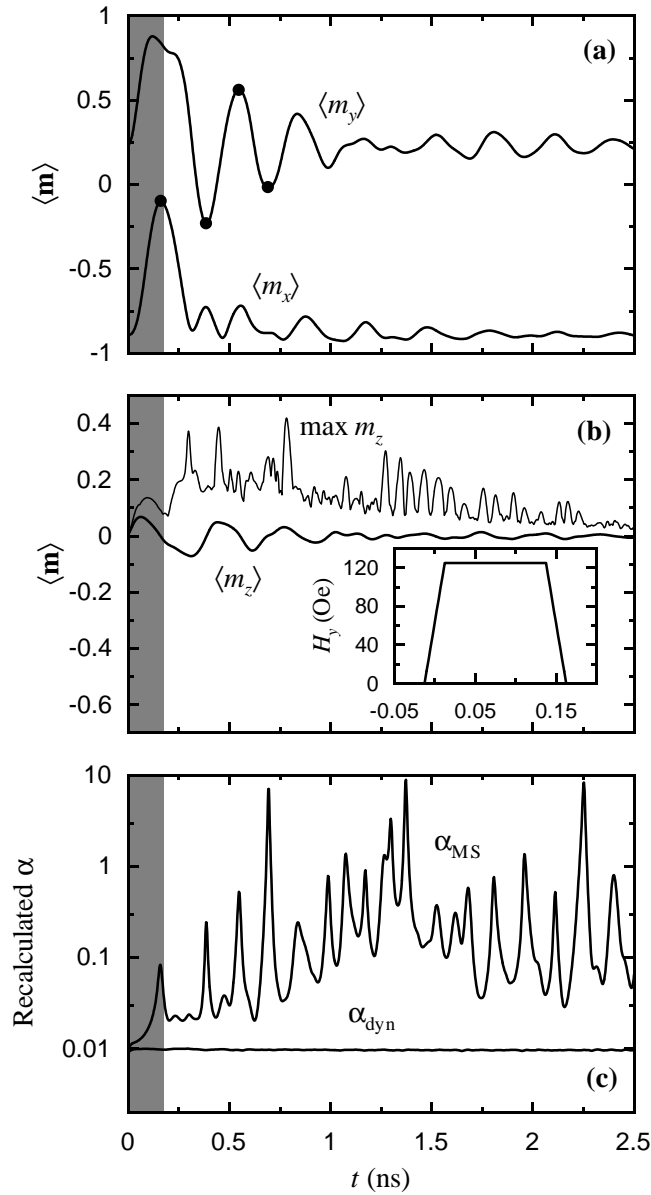 1
(a)
0.5
⟨m_y⟩
0
⟨m⟩
-0.5
⟨m_x⟩
-1
0.4
max m_z
(b)
0.2
0
⟨m⟩
⟨m_z⟩
-0.2
120
80
40
0
H_y (Oe)
-0.05 0.05 0.15
-0.4
-0.6
10
α_MS
1
0.1
Recalculated α
α_dyn
0.01
(c)
0 0.5 1 1.5 2 2.5
t (ns)